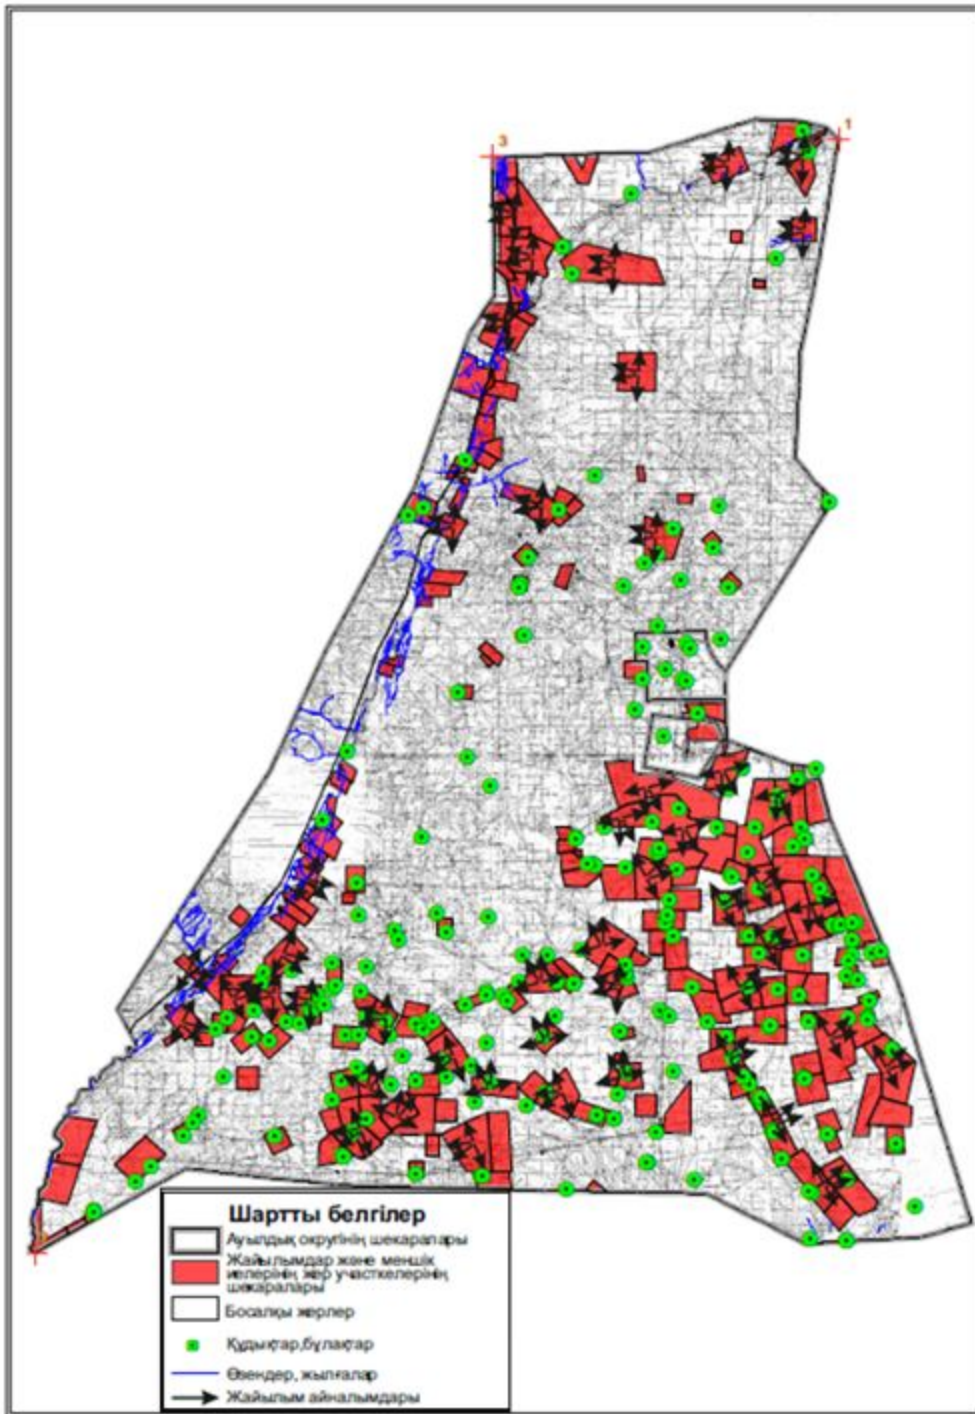 3
1
Шартты белгілер
Ауылдық округінің шекаралары
Жайылымдар және меншік
иелерінің жер участкелерінің
шекаралары
Босалқы жерлер
Құдықтар,бұлақтар
Өзендер, жылғалар
Жайылым айналымдары